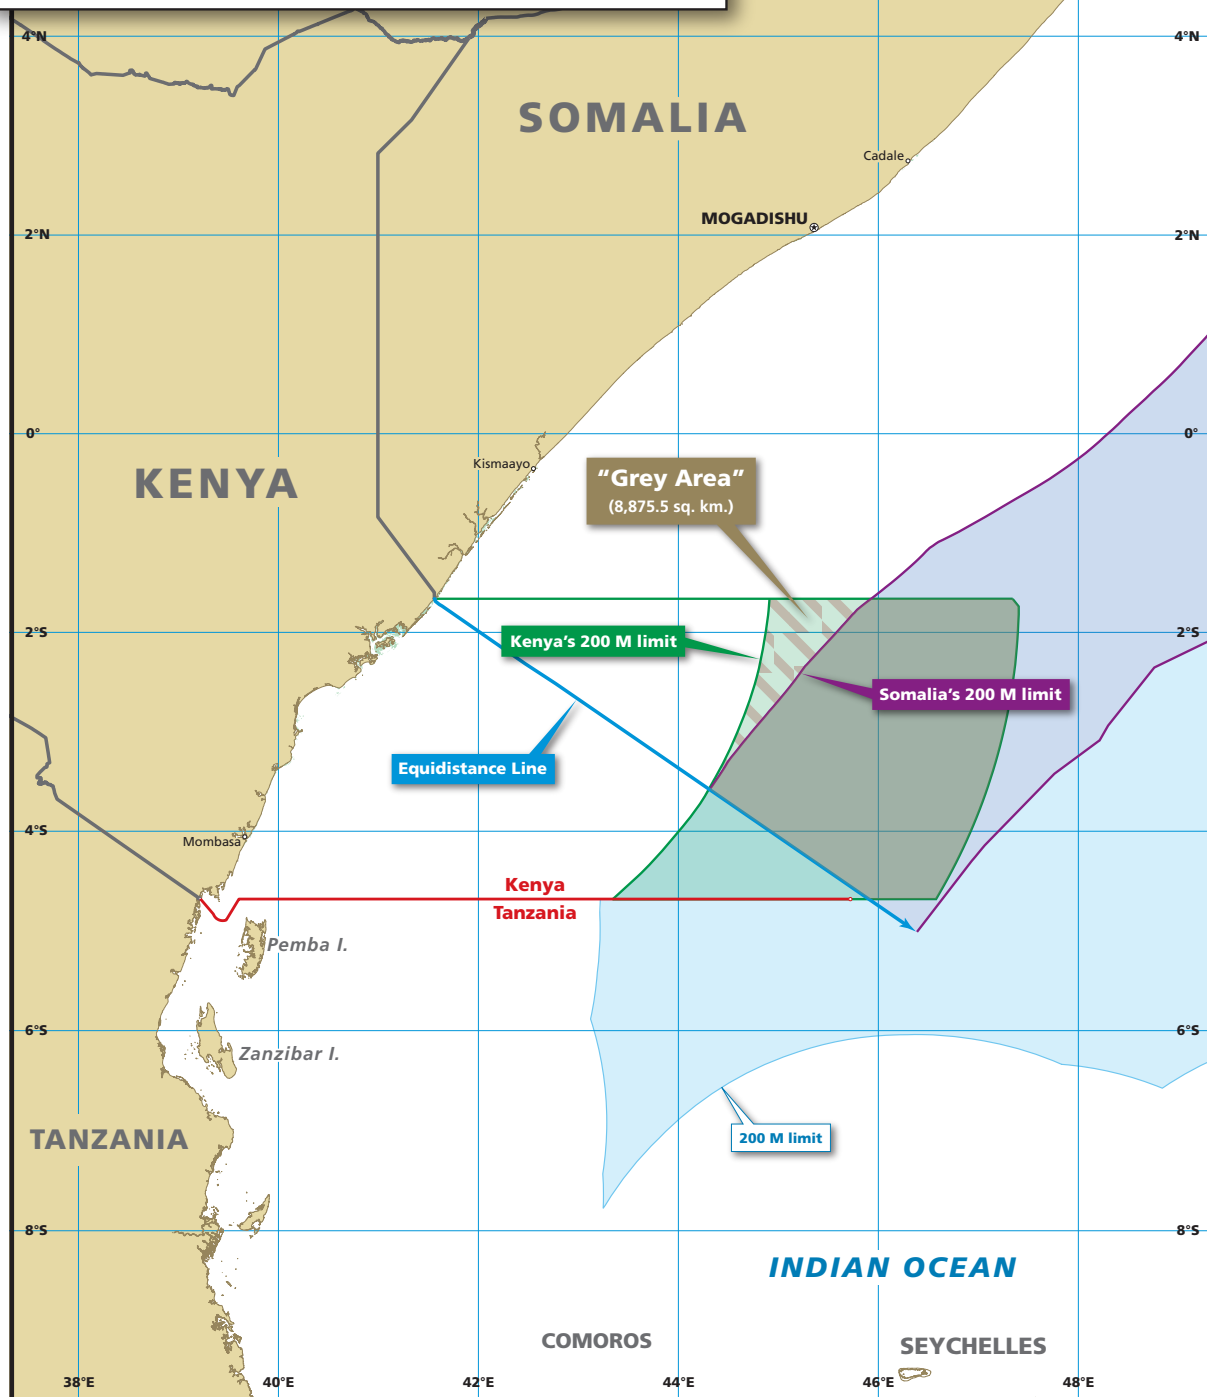 4°N
4°N
SOMALIA
Cadale
MOGADISHU
2°N
2°N
0°
0°
Kismaayo
KENYA
“Grey Area”
(8,875.5 sq. km.)
2°S
Kenya’s 200 M limit
2°S
Somalia’s 200 M limit
Equidistance Line
4°S
Mombasa
4°S
Kenya
Tanzania
Pemba I.
6°S
6°S
Zanzibar I.
TANZANIA
200 M limit
8°S
8°S
INDIAN OCEAN
COMOROS
SEYCHELLES
38°E
40°E
42°E
44°E
46°E
48°E